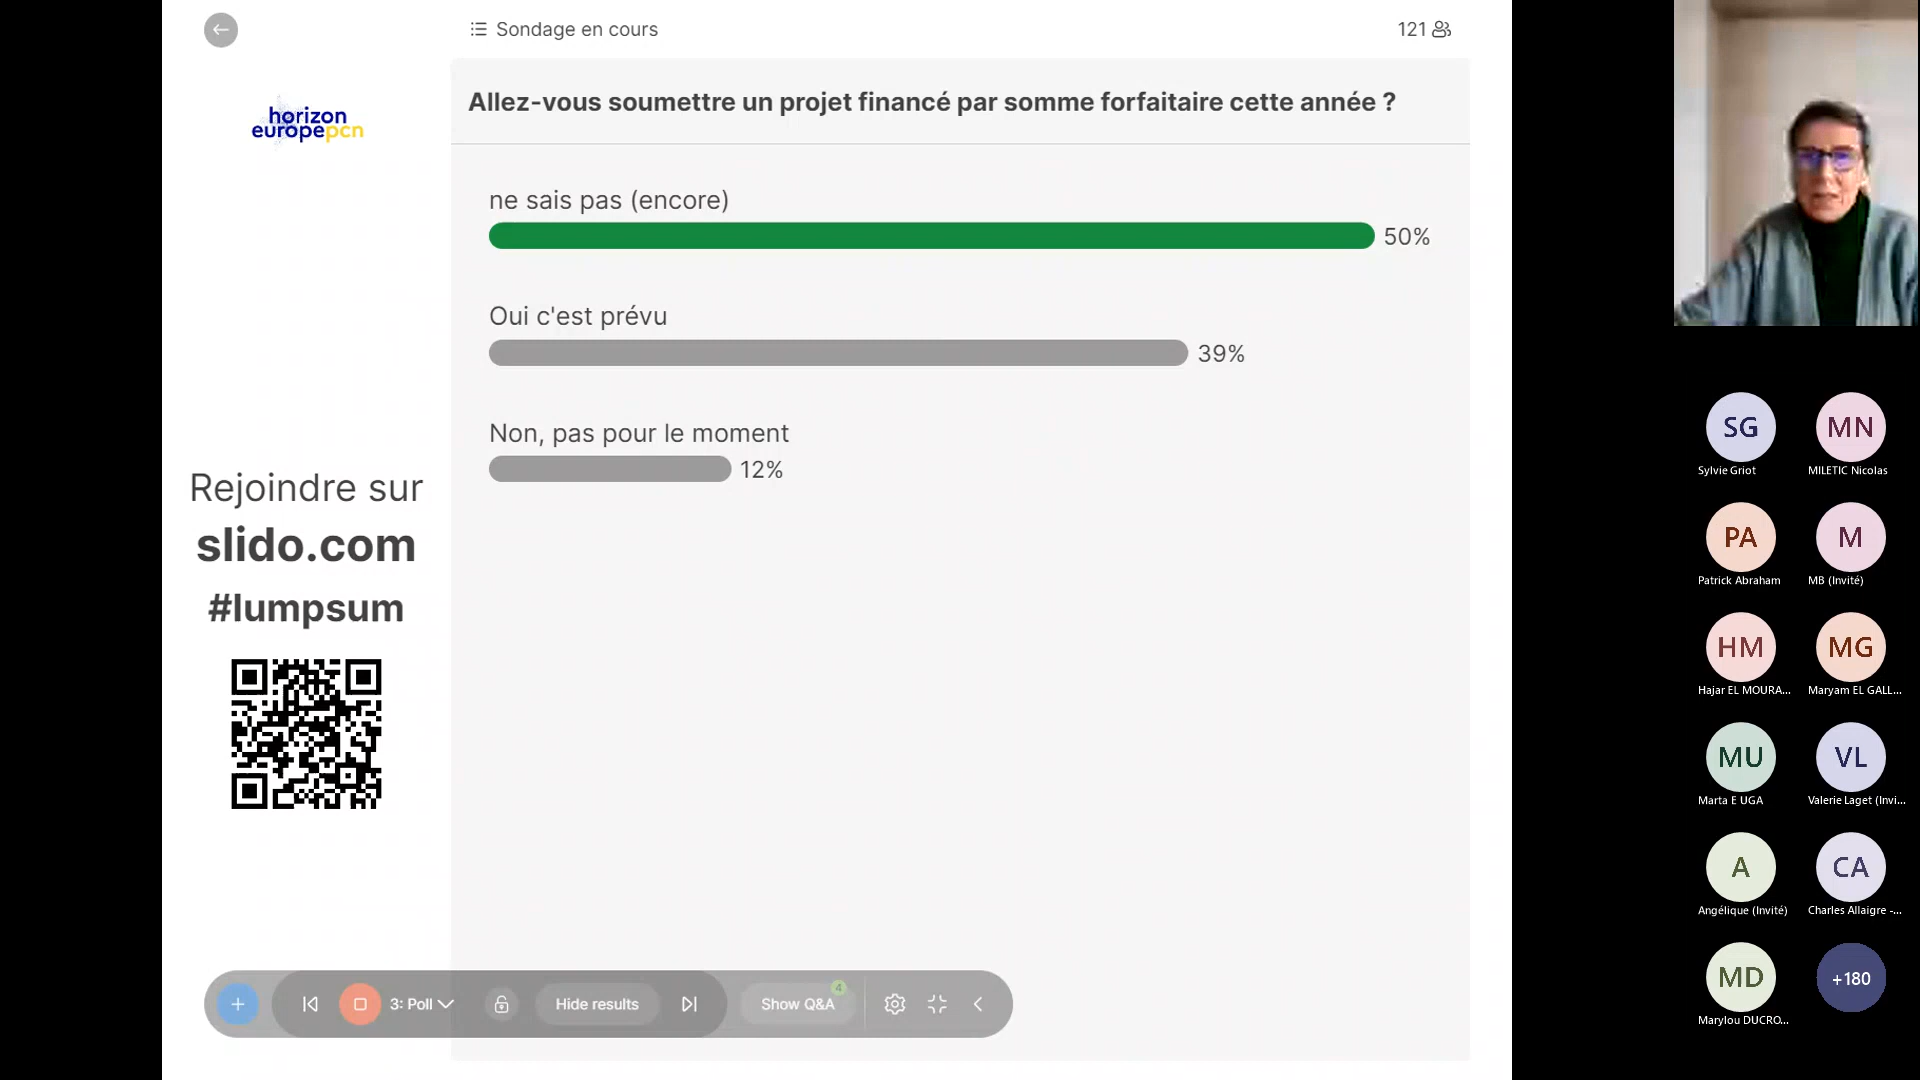 Sondage en cours
121
horizon
europepcn
Allez-vous soumettre un projet financé par somme forfaitaire cette année ?
ne sais pas (encore)
50%
Oui c'est prévu
39%
Non, pas pour le moment
12%
Rejoindre sur
slido.com
#lumpsum
3: Poll
Hide results
Show Q&A
4
SG
Sylvie Griot
MN
MILETIC Nicolas
PA
Patrick Abraham
M
MB (Invité)
HM
Hajar EL MOURA...
MG
Maryam EL GALL...
MU
Marta E UGA
VL
Valerie Laget (Invi...
A
Angélique (Invité)
CA
Charles Allaigre -...
MD
Marylou DUCRO...
+180